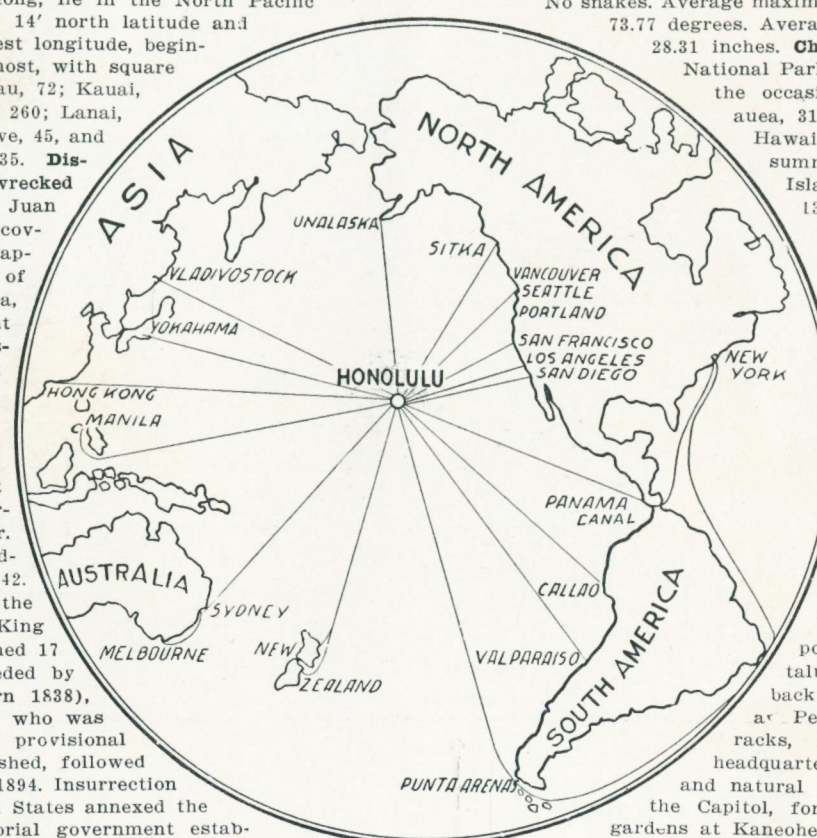 ong, lie in the North Pacific
14' north latitude and
est longitude, begin-
most, with square
au, 72; Kauai,
260; Lanai,
ve, 45, and
35. Dis-
wrecked
Juan
cov-
ap-
of
a,
t
s-
r.
d-
42.
the
King
ned 17
eded by
rn 1838),
who was
provisional
shed, followed
1894. Insurrection
States annexed the
orial government estab-
No snakes. Average maxim
73.77 degrees. Avera
28.31 inches. Ch
National Parl
the occasi
auea, 31
Hawai
sumr
Isla
13
ASIA
NORTH AMERICA
UNALASKA
SITKA
VLADIVOSTOCK
VANCOUVER
SEATTLE
PORTLAND
YOKAHAMA
SAN FRANCISCO
LOS ANGELES
SAN DIEGO
NEW
YORK
HONOLULU
HONG KONG
MANILA
PANAMA
CANAL
AUSTRALIA
CALLAO
SYDNEY
MELBOURNE
NEW
ZEALAND
VALPARAISO
SOUTH AMERICA
PUNTA ARENAS
po
talu
back
Pe
racks,
headquarte
and natural
the Capitol, for
gardens at Kaneohe